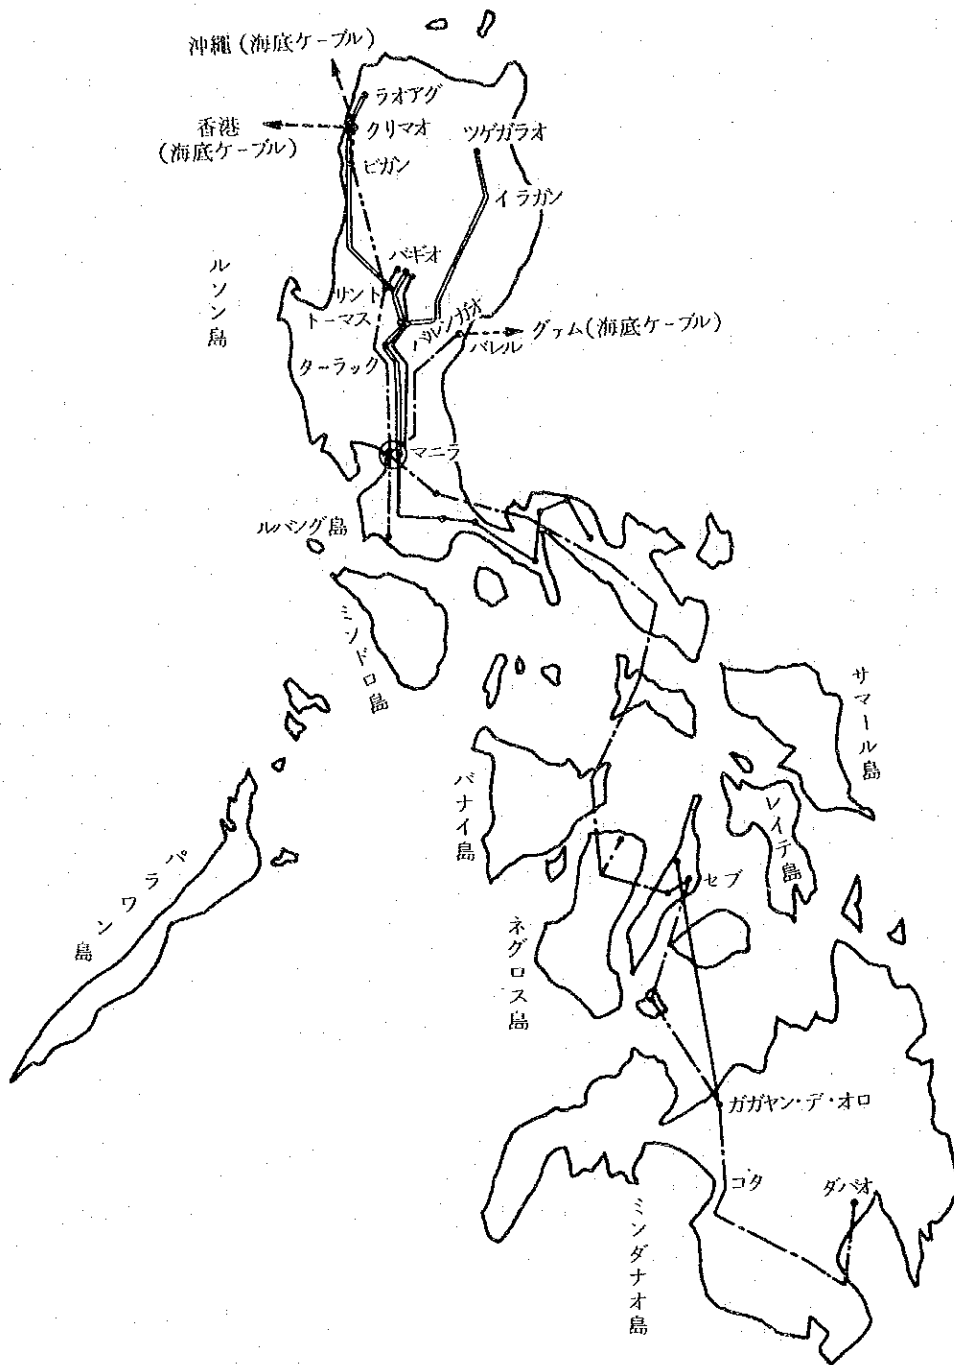 沖縄（海底ケーブル）
ラオアグ
香港
（海底ケーブル）
クリマオ
ツゲガラオ
ビガン
イラガン
ルソン島
バギオ
サント
トーマス
バレンガオ
グァム（海底ケーブル）
バレル
ターラック
マニラ
ルバング島
ミンドロ島
サマール島
パナイ島
レイテ島
パラワン島
セブ
ネグロス島
ガガヤン・デ・オロ
コタ
ダバオ
ミンダナオ島